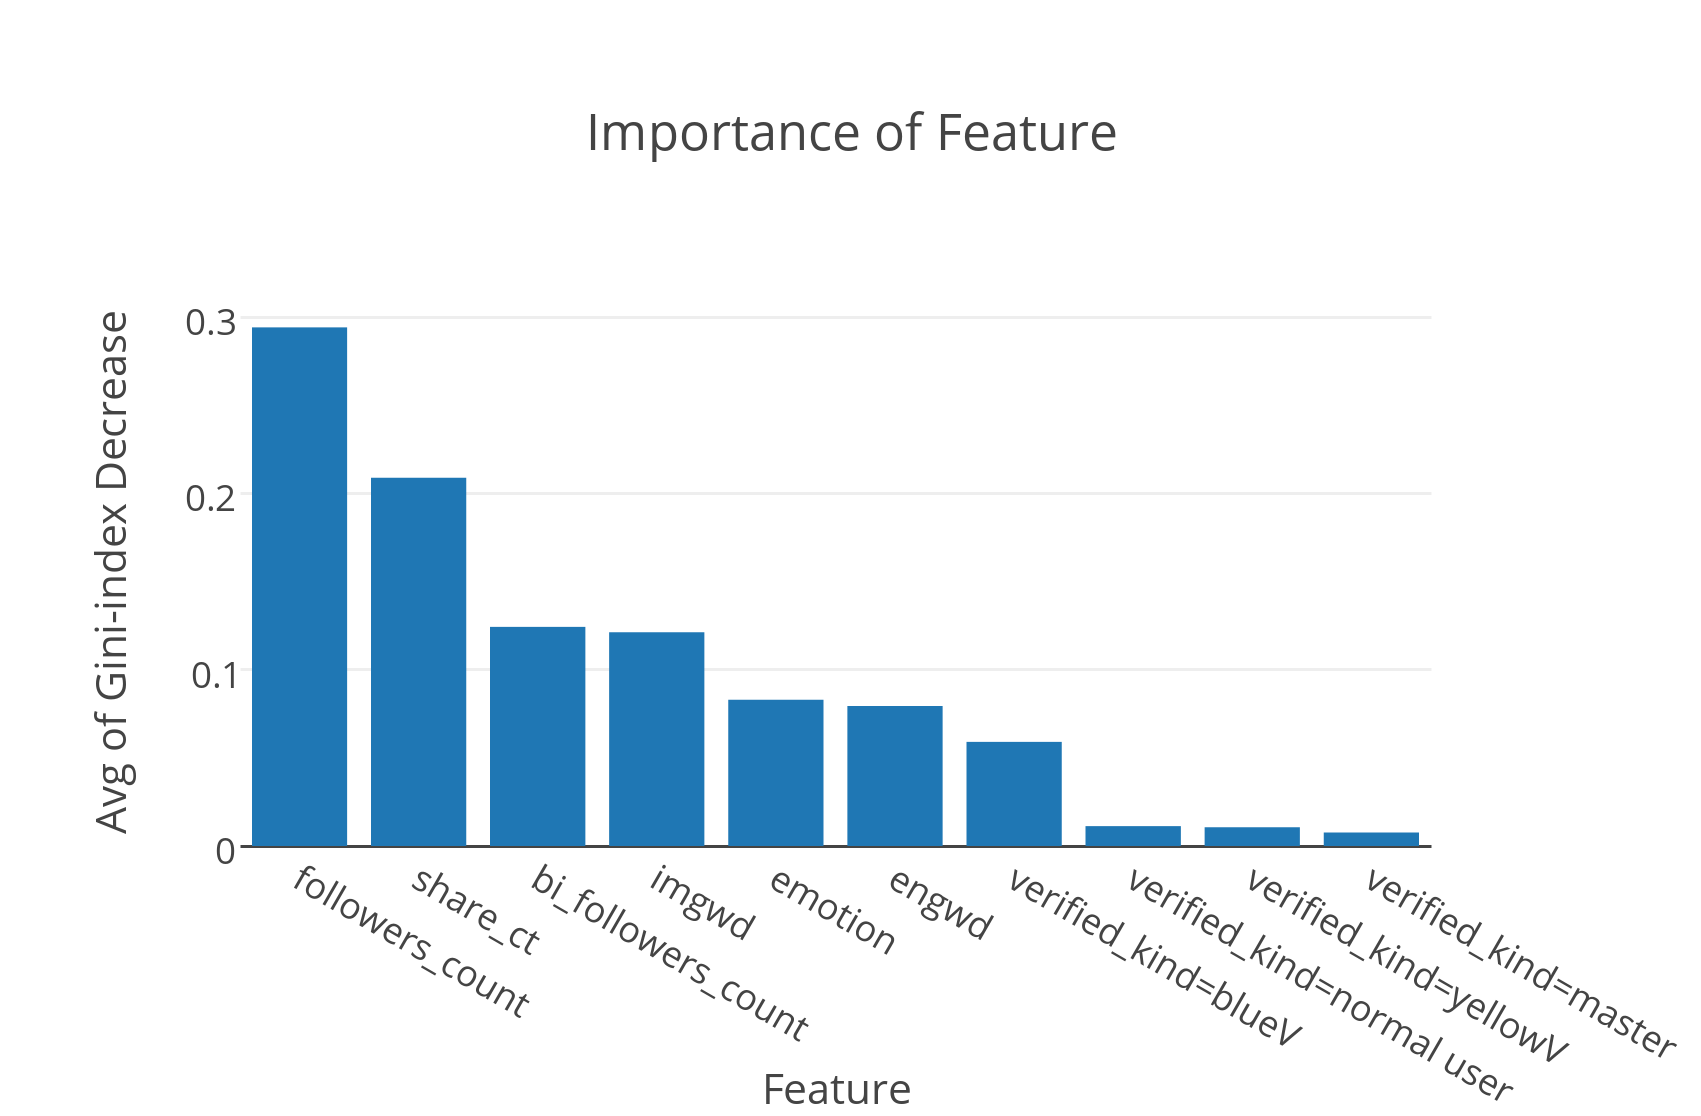 Importance of Feature
Avg of Gini-index Decrease
0.3
0.2
0.1
0
followers_count
share_ct
bi_followers_count
imgwd
emotion
engwd
verified_kind=blueV
verified_kind=normal user
verified_kind=yellowV
verified_kind=master
Feature